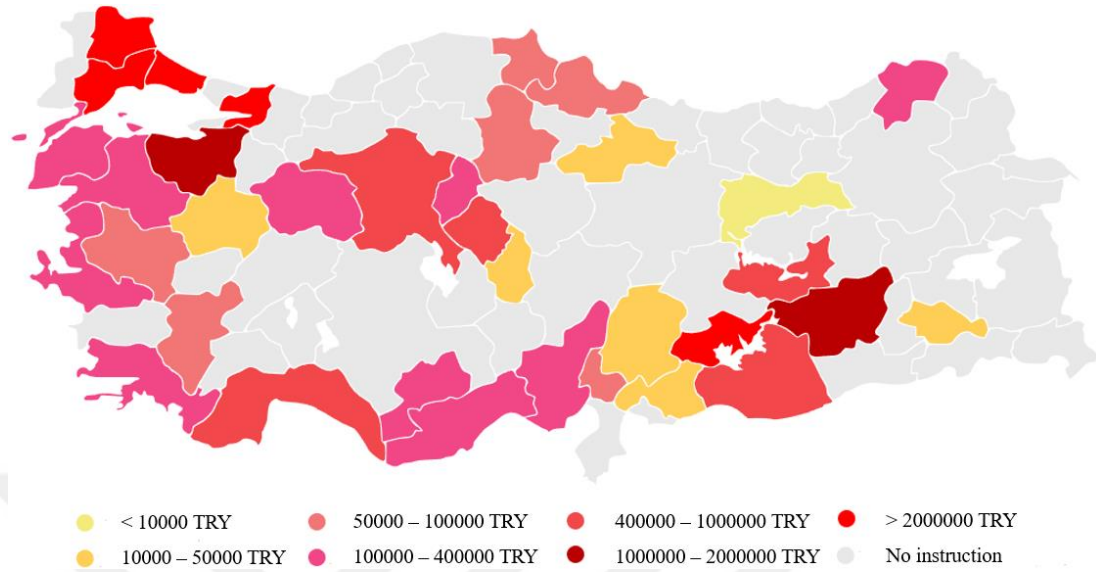 < 10000 TRY
50000 – 100000 TRY
400000 – 1000000 TRY
> 2000000 TRY
10000 – 50000 TRY
100000 – 400000 TRY
1000000 – 2000000 TRY
No instruction